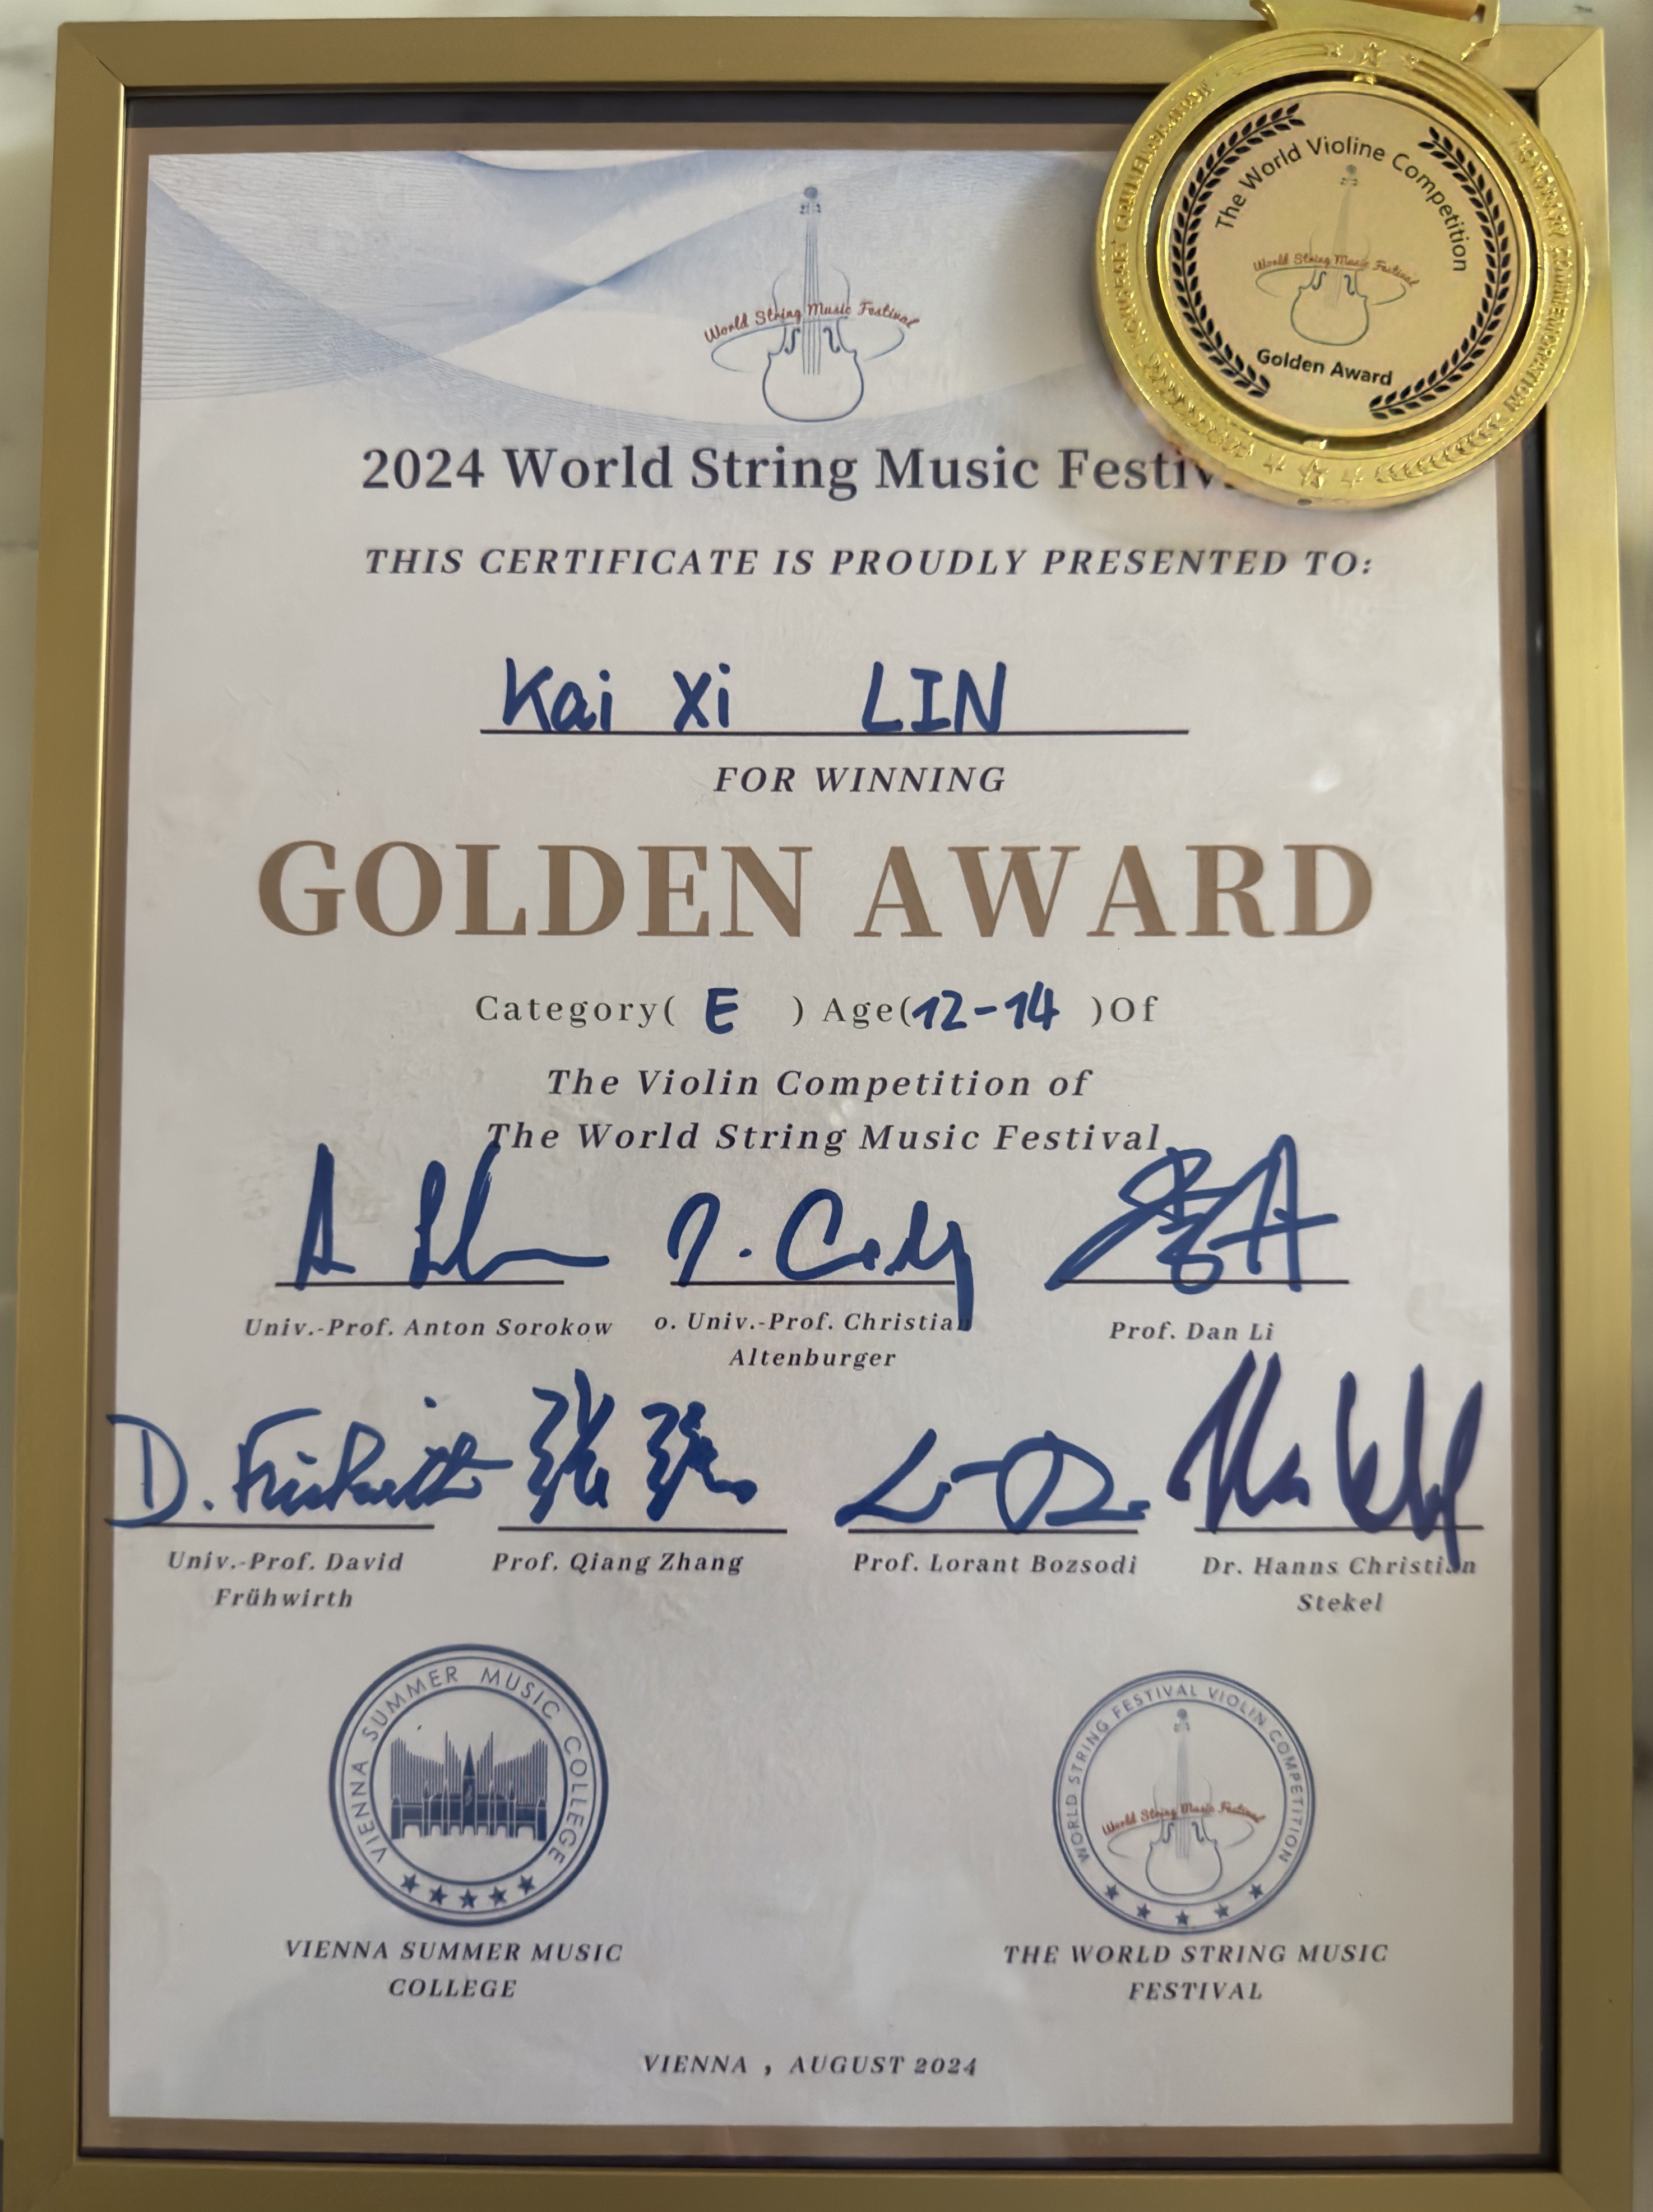 World String Music Festival
The World Violine Competition
World String Music Festival
Golden Award
2024 World String Music Festiv
THIS CERTIFICATE IS PROUDLY PRESENTED TO:
Kai Xi LIN
FOR WINNING
GOLDEN AWARD
Category( E ) Age(12-14 )Of
The Violin Competition of
The World String Music Festival
Univ.-Prof. Anton Sorokow
o. Univ.-Prof. Christian
Altenburger
Prof. Dan Li
D. Frühwirth
张强
Univ.-Prof. David
Frühwirth
Prof. Qiang Zhang
Prof. Lorant Bozsodi
Dr. Hanns Christian
Stekel
VIENNA SUMMER MUSIC COLLEGE
WORLD STRING FESTIVAL VIOLIN COMPETITION
World String Music Festival
VIENNA SUMMER MUSIC
COLLEGE
THE WORLD STRING MUSIC
FESTIVAL
VIENNA , AUGUST 2024